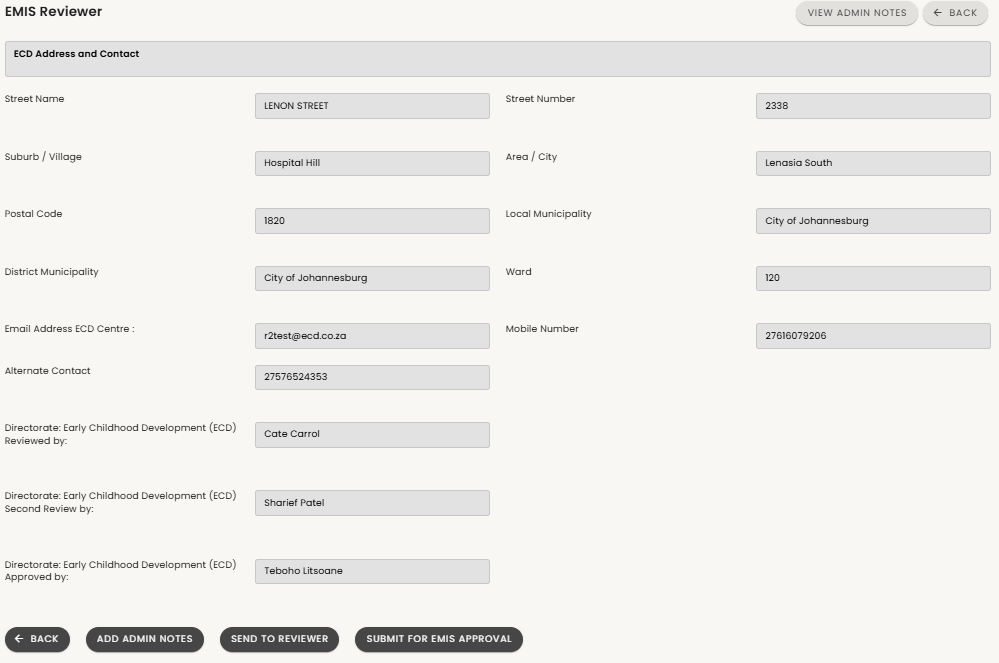 EMIS Reviewer
VIEW ADMIN NOTES
← BACK
ECD Address and Contact
Street Name
LENON STREET
Street Number
2338
Suburb / Village
Hospital Hill
Area / City
Lenasia South
Postal Code
1820
Local Municipality
City of Johannesburg
District Municipality
City of Johannesburg
Ward
120
Email Address ECD Centre :
r2test@ecd.co.za
Mobile Number
27616079206
Alternate Contact
27576524353
Directorate: Early Childhood Development (ECD)
Reviewed by:
Cate Carrol
Directorate: Early Childhood Development (ECD)
Second Review by:
Sharief Patel
Directorate: Early Childhood Development (ECD)
Approved by:
Teboho Litsoane
← BACK
ADD ADMIN NOTES
SEND TO REVIEWER
SUBMIT FOR EMIS APPROVAL